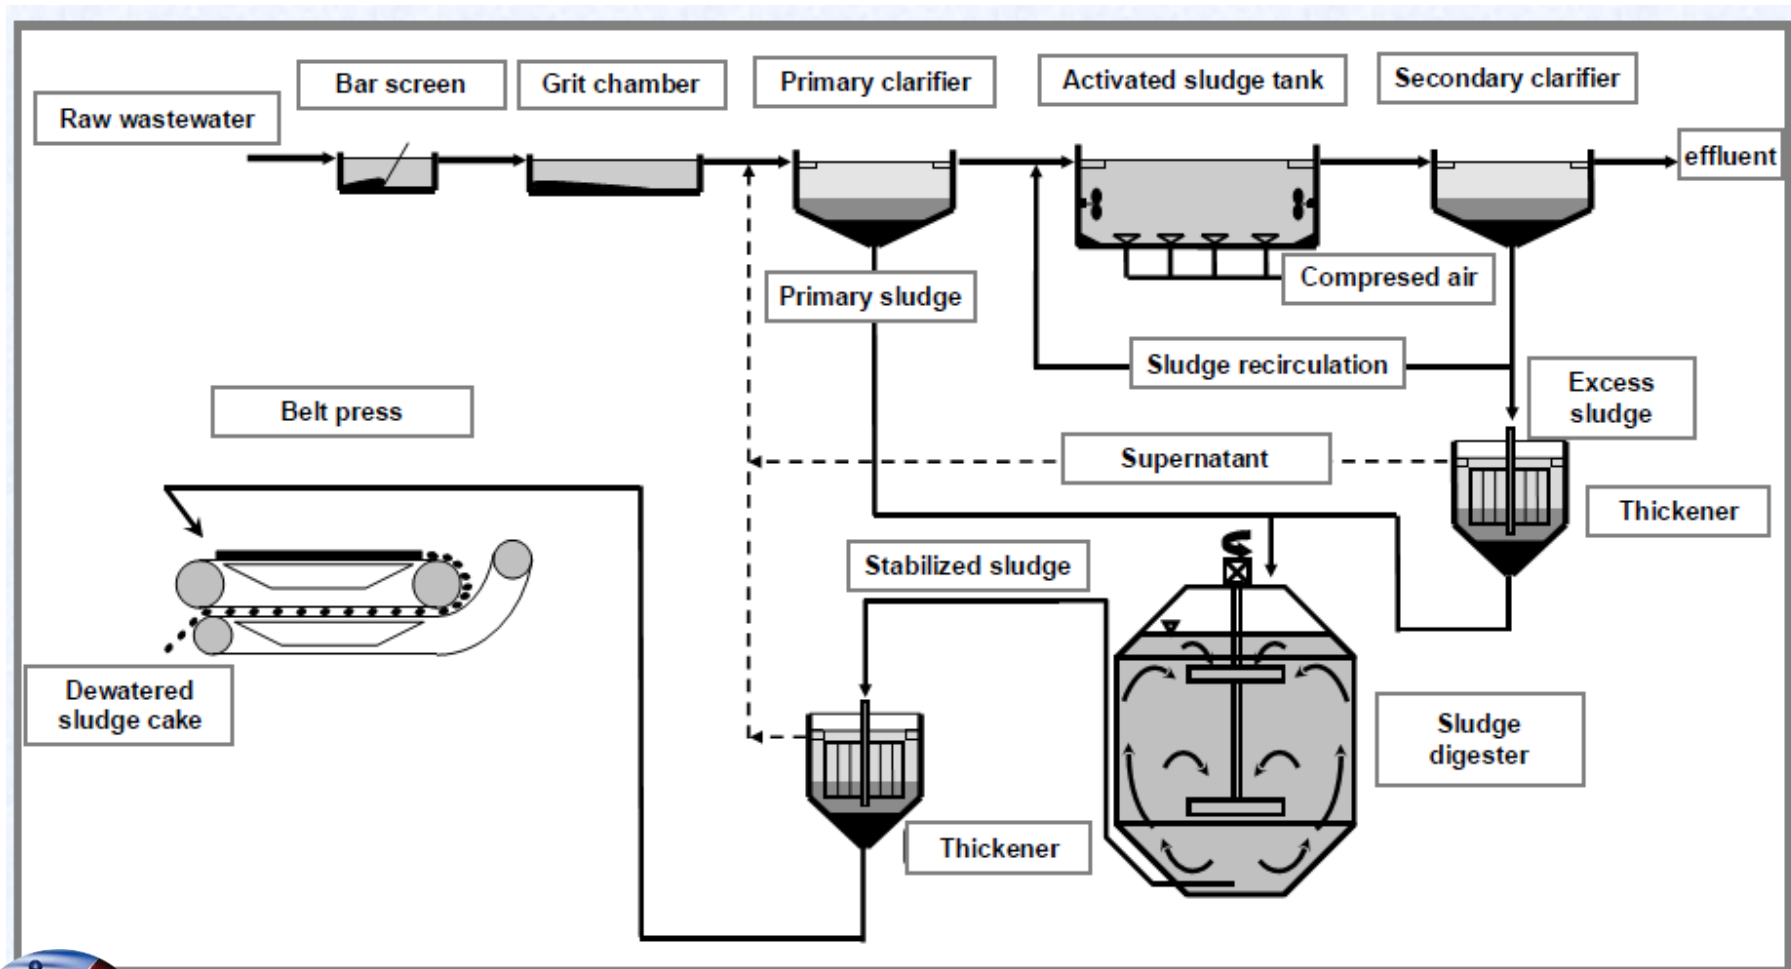 Raw wastewater
Bar screen
Grit chamber
Primary clarifier
Activated sludge tank
Secondary clarifier
effluent
Primary sludge
Compresed air
Sludge recirculation
Excess
sludge
Belt press
Supernatant
Thickener
Stabilized sludge
Dewatered
sludge cake
Sludge
digester
Thickener